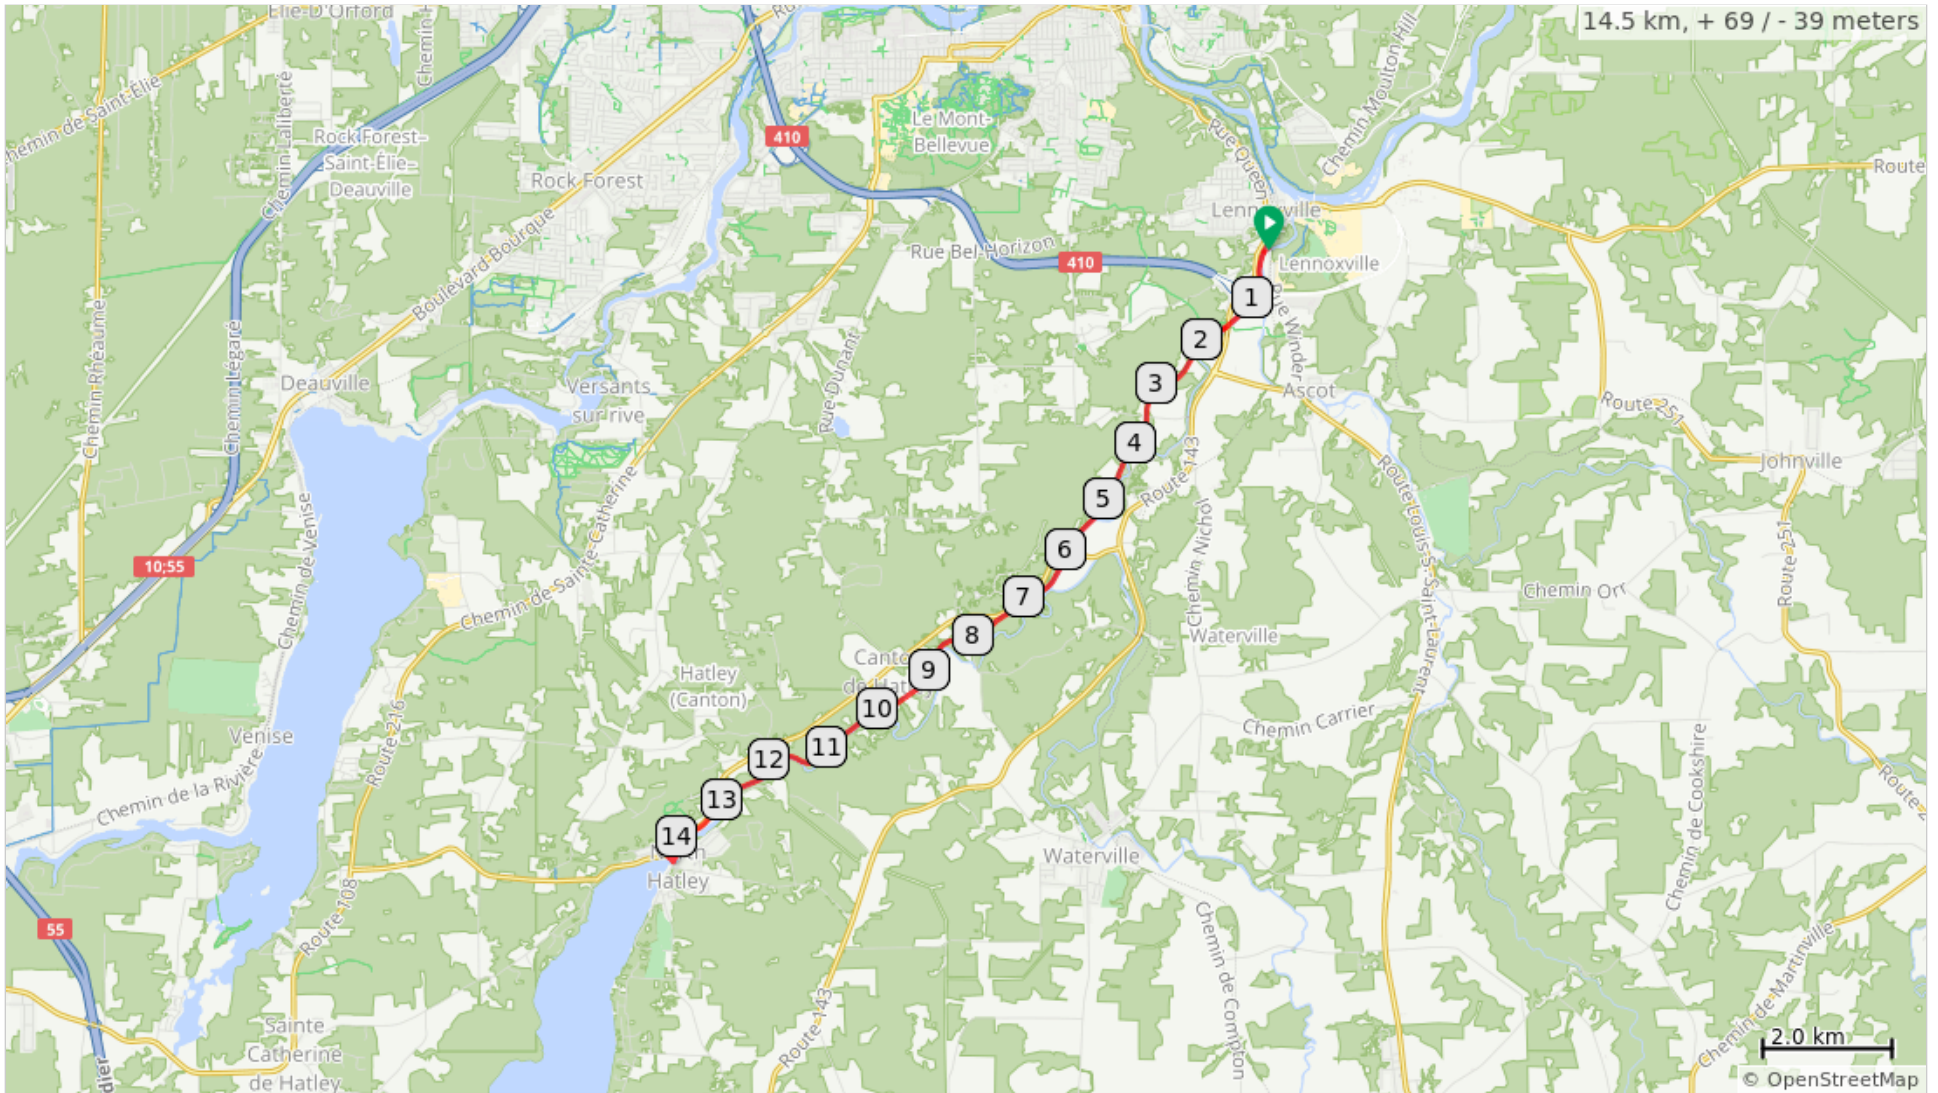 14.5 km, + 69 / - 39 meters
Elie-D'Orford
Chemin de Saint-Élie
Chemin Laliberté
Rock Forest–
Saint-Élie–
Deauville
Rock Forest
410
Le Mont-
Bellevue
Rue Queen
Chemin Moulton Hill
Route
Lennoxville
Rue Bel-Horizon
410
Lennoxville
Boulevard Bourque
Chemin Rhéaume
Chemin Légaré
1
Rue Winder
2
3
Deauville
Versants
sur rive
Rue Dunant
Ascot
Route 251
4
Johnville
5
Route 143
Route Louis-S.-Saint-Laurent
Chemin de Venise
Chemin de Sainte-Catherine
10;55
6
Chemin Nichol
Chemin Orr
Route 251
7
8
Waterville
9
Hatley
(Canton)
10
Chemin Carrier
Venise
Route 216
11
12
Chemin de la Rivière
13
Chemin de Cookshire
14
Hatley
Waterville
Route 108
55
Chemin de Compton
Chemin de Martinville
Sainte
Catherine
de Hatley
Route 143
2.0 km
© OpenStreetMap